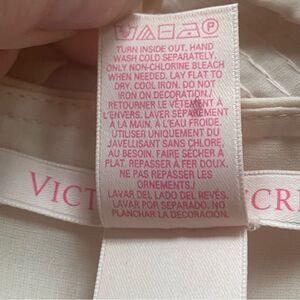 TURN INSIDE OUT. HAND
WASH COLD SEPARATELY.
ONLY NON-CHLORINE BLEACH
WHEN NEEDED. LAY FLAT TO
DRY. COOL IRON. DO NOT
IRON ON DECORATION./
RETOURNER LE VÊTEMENT À
L'ENVERS. LAVER SÉPARÉMENT
À LA MAIN, À L'EAU FROIDE.
UTILISER UNIQUEMENT DU
JAVELLISANT SANS CHLORE,
AU BESOIN. FAIRE SÉCHER À
PLAT. REPASSER À FER DOUX.
NE PAS REPASSER LES
ORNEMENTS./
LAVAR DEL LADO DEL REVÉS.
LAVAR POR SEPARADO. NO
PLANCHAR LA DECORACIÓN.
VICT
CR